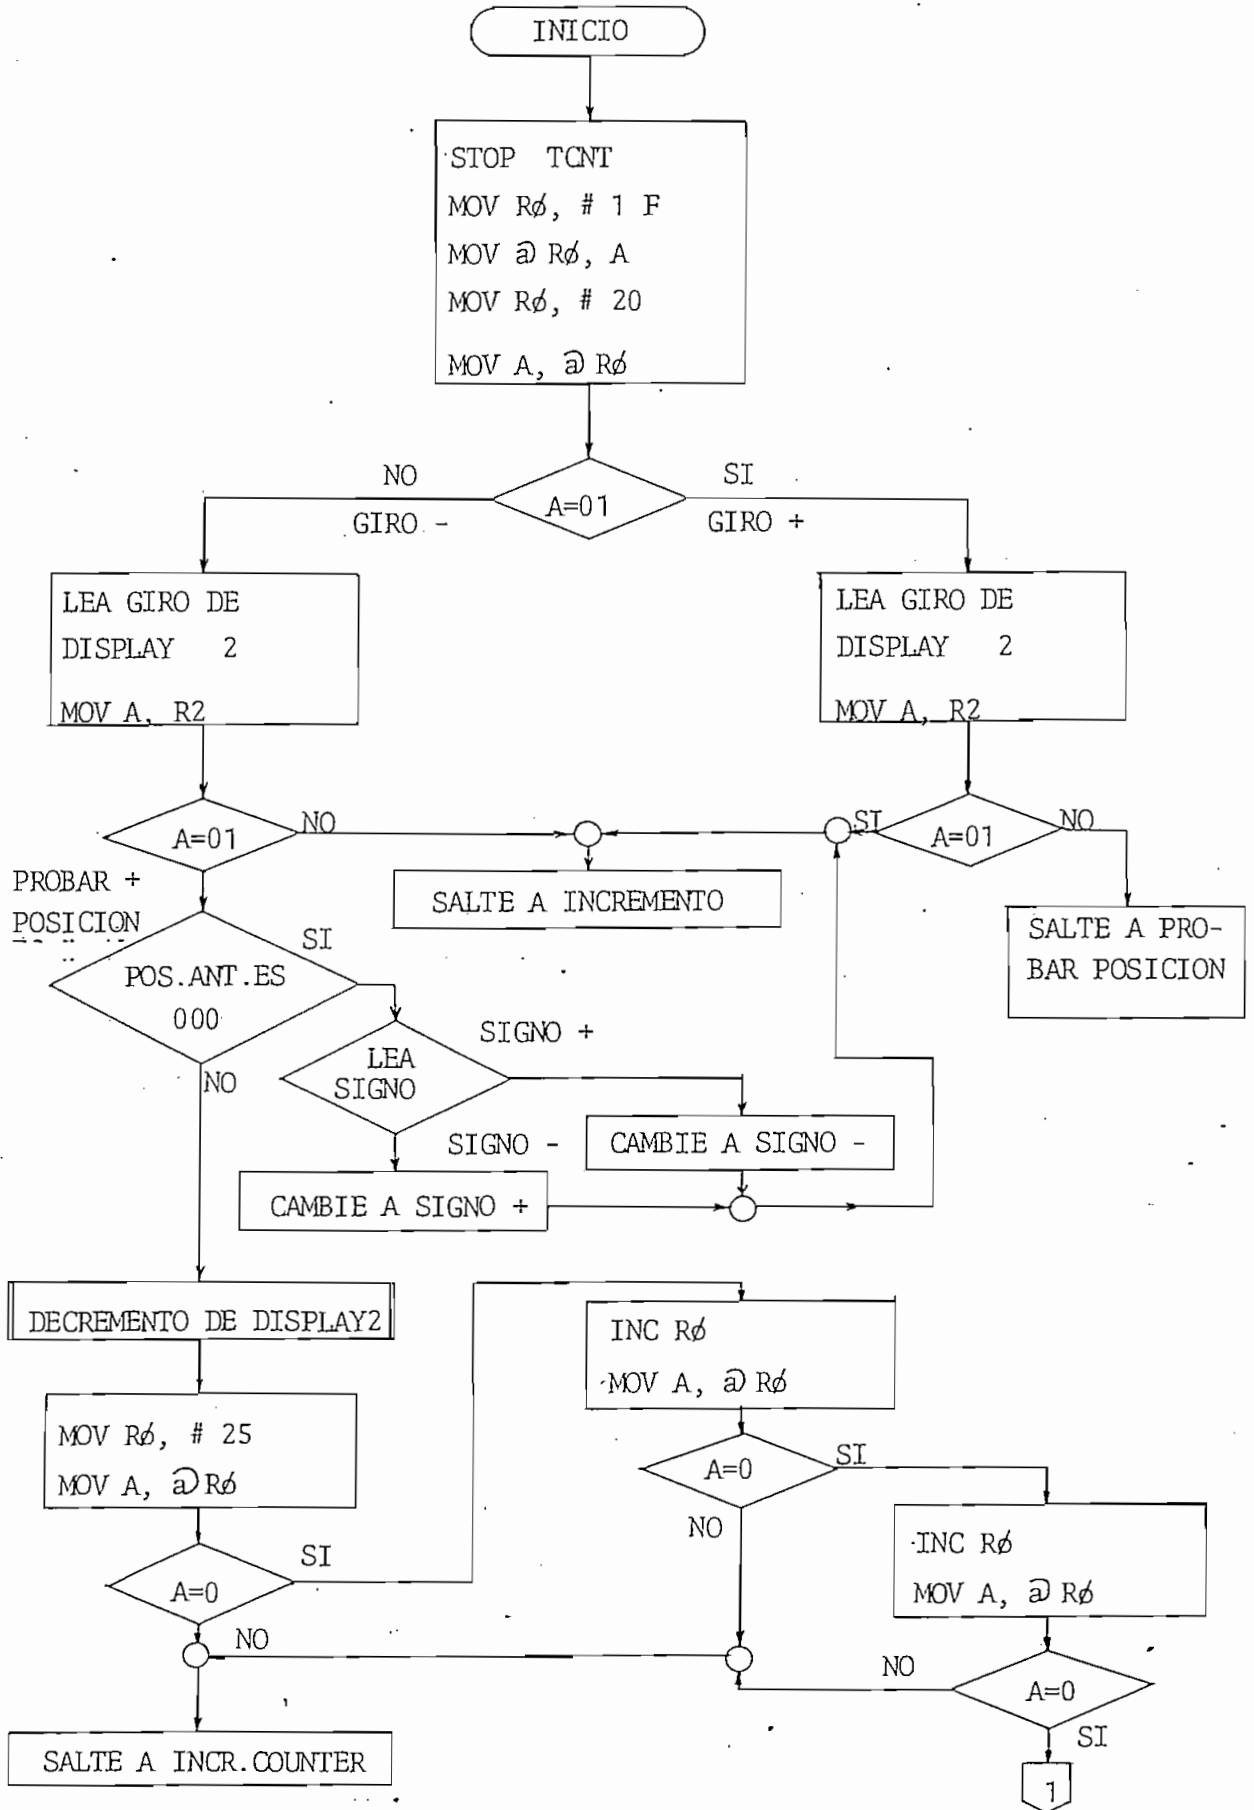 INICIO
STOP TCNT
MOV RØ, # 1 F
MOV @ RØ, A
MOV RØ, # 20
MOV A, @ RØ
NO
SI
A=01
GIRO -
GIRO +
LEA GIRO DE
DISPLAY 2
MOV A, R2
LEA GIRO DE
DISPLAY 2
MOV A, R2
A=01
NO
SI
A=01
NO
PROBAR +
POSICION
SALTE A INCREMENTO
SALTE A PRO-
BAR POSICION
SI
POS.ANT.ES
000
NO
LEA
SIGNO
SIGNO +
SIGNO -
CAMBIE A SIGNO -
CAMBIE A SIGNO +
DECREMENTO DE DISPLAY2
INC RØ
MOV A, @ RØ
MOV RØ, # 25
MOV A, @ RØ
A=0
SI
NO
INC RØ
MOV A, @ RØ
A=0
SI
NO
NO
A=0
SI
SALTE A INCR.COUNTER
1